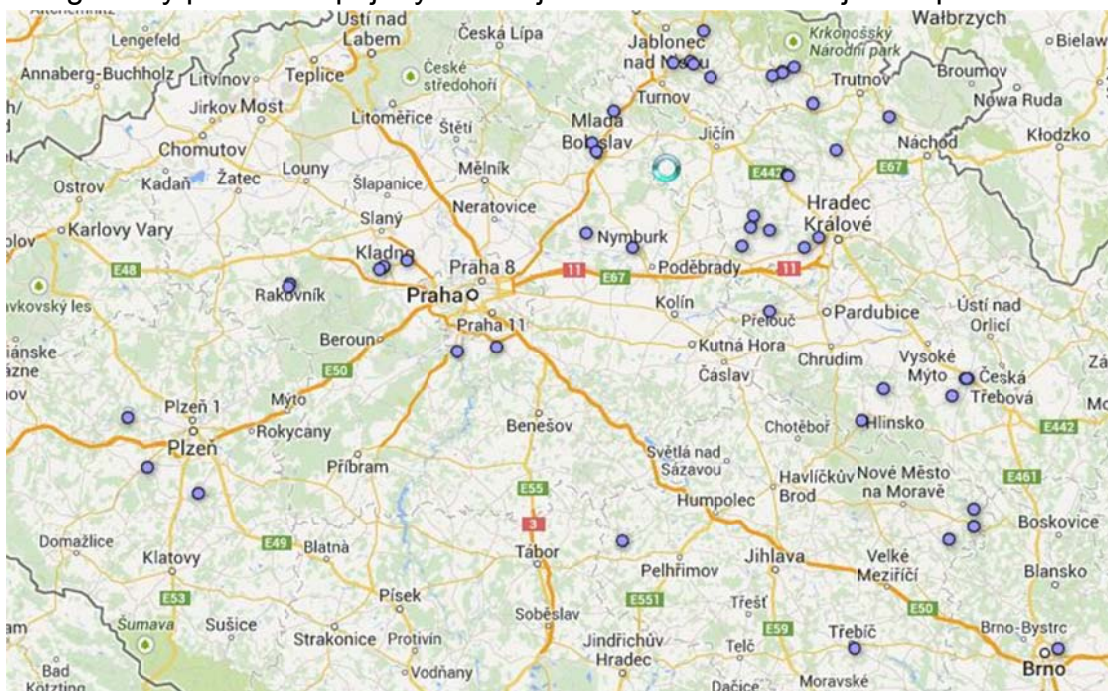 Lengefeld
Ústí nad
Labem
Česká Lípa
Jablonec
nad
Krkonošský
Národní park
Wałbrzych
Annaberg-Buchholz
Litvínov
Teplice
České
středohoří
Trutnov
Broumov
Jirkov
Most
Turnov
Nowa Ruda
Litoměřice
Štětí
Mladá
Jičín
Náchod
Kłodzko
Chomutov
Louny
Mělník
E442
E67
Ostrov
Kadaň
Žatec
Šlapanice
Neratovice
Hradec
Králové
Karlovy Vary
Slaný
Nymburk
E48
Kladno
Praha 8
11
E67
Poděbrady
11
Rakovník
Praha
Kolín
Ústí nad
Orlicí
Praha 11
Přelouč
Pardubice
Beroun
Kutná Hora
Chrudim
Vysoké
Mýto
E50
Čáslav
Česká
Třebová
Plzeň 1
Mýto
Plzeň
Rokycany
Benešov
Chotěboř
Hlinsko
E442
Příbram
Světlá nad
Sázavou
Havlíčkův
Brod
Nové Město
na Moravě
E461
E55
Humpolec
3
Boskovice
Domažlice
E49
Blatná
Tábor
Jihlava
Velké
Meziříčí
Klatovy
Pelhřimov
Blansko
E53
Písek
E551
Třešť
E50
Šumava
Sušice
Strakonice
Protivín
Soběslav
E59
Třebíč
Brno-Bystrc
Jindřichův
Hradec
Telč
Bad
Kötzting
Vodňany
Dačice
Moravské
Brno